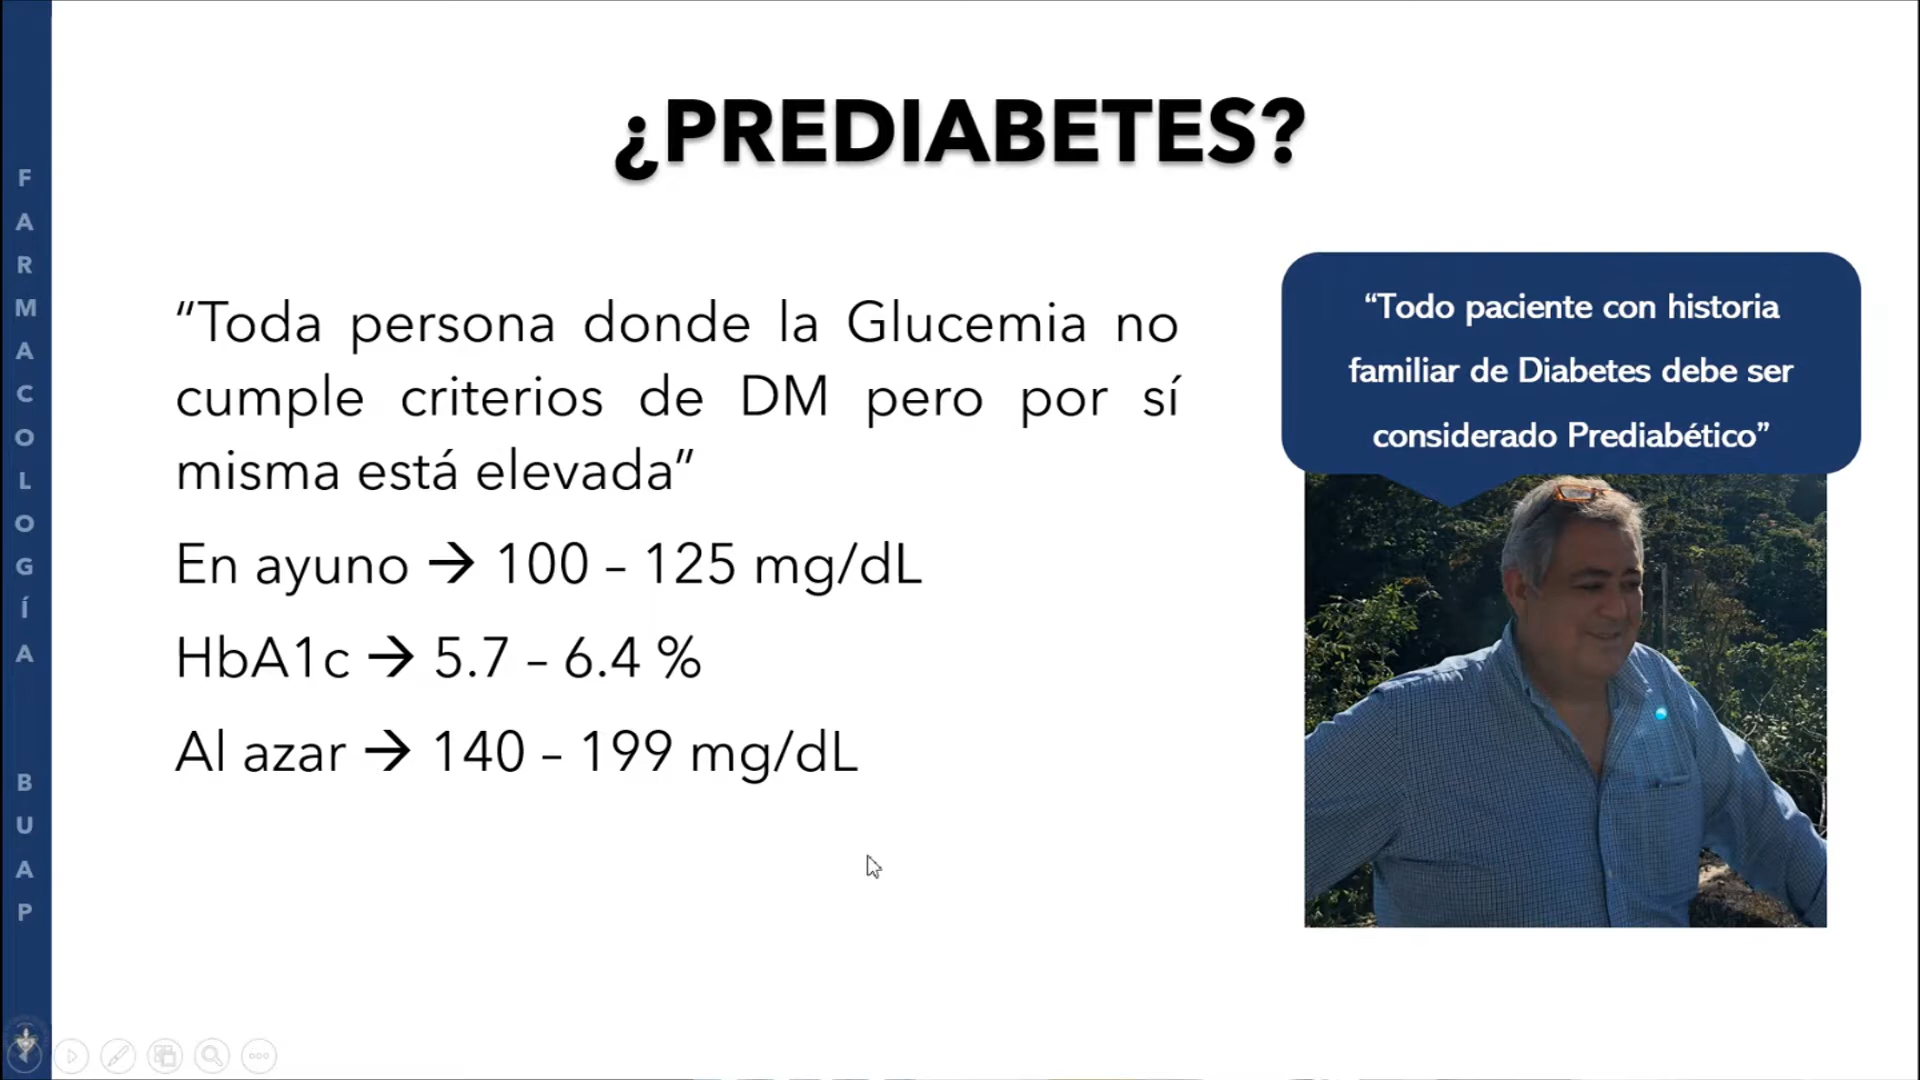 ¿PREDIABETES?
“Toda persona donde la Glucemia no
cumple criterios de DM pero por sí
misma está elevada”
En ayuno → 100 – 125 mg/dL
HbA1c → 5.7 – 6.4 %
Al azar → 140 – 199 mg/dL
“Todo paciente con historia
familiar de Diabetes debe ser
considerado Prediabético”
FARMACOLOGÍA BUAP